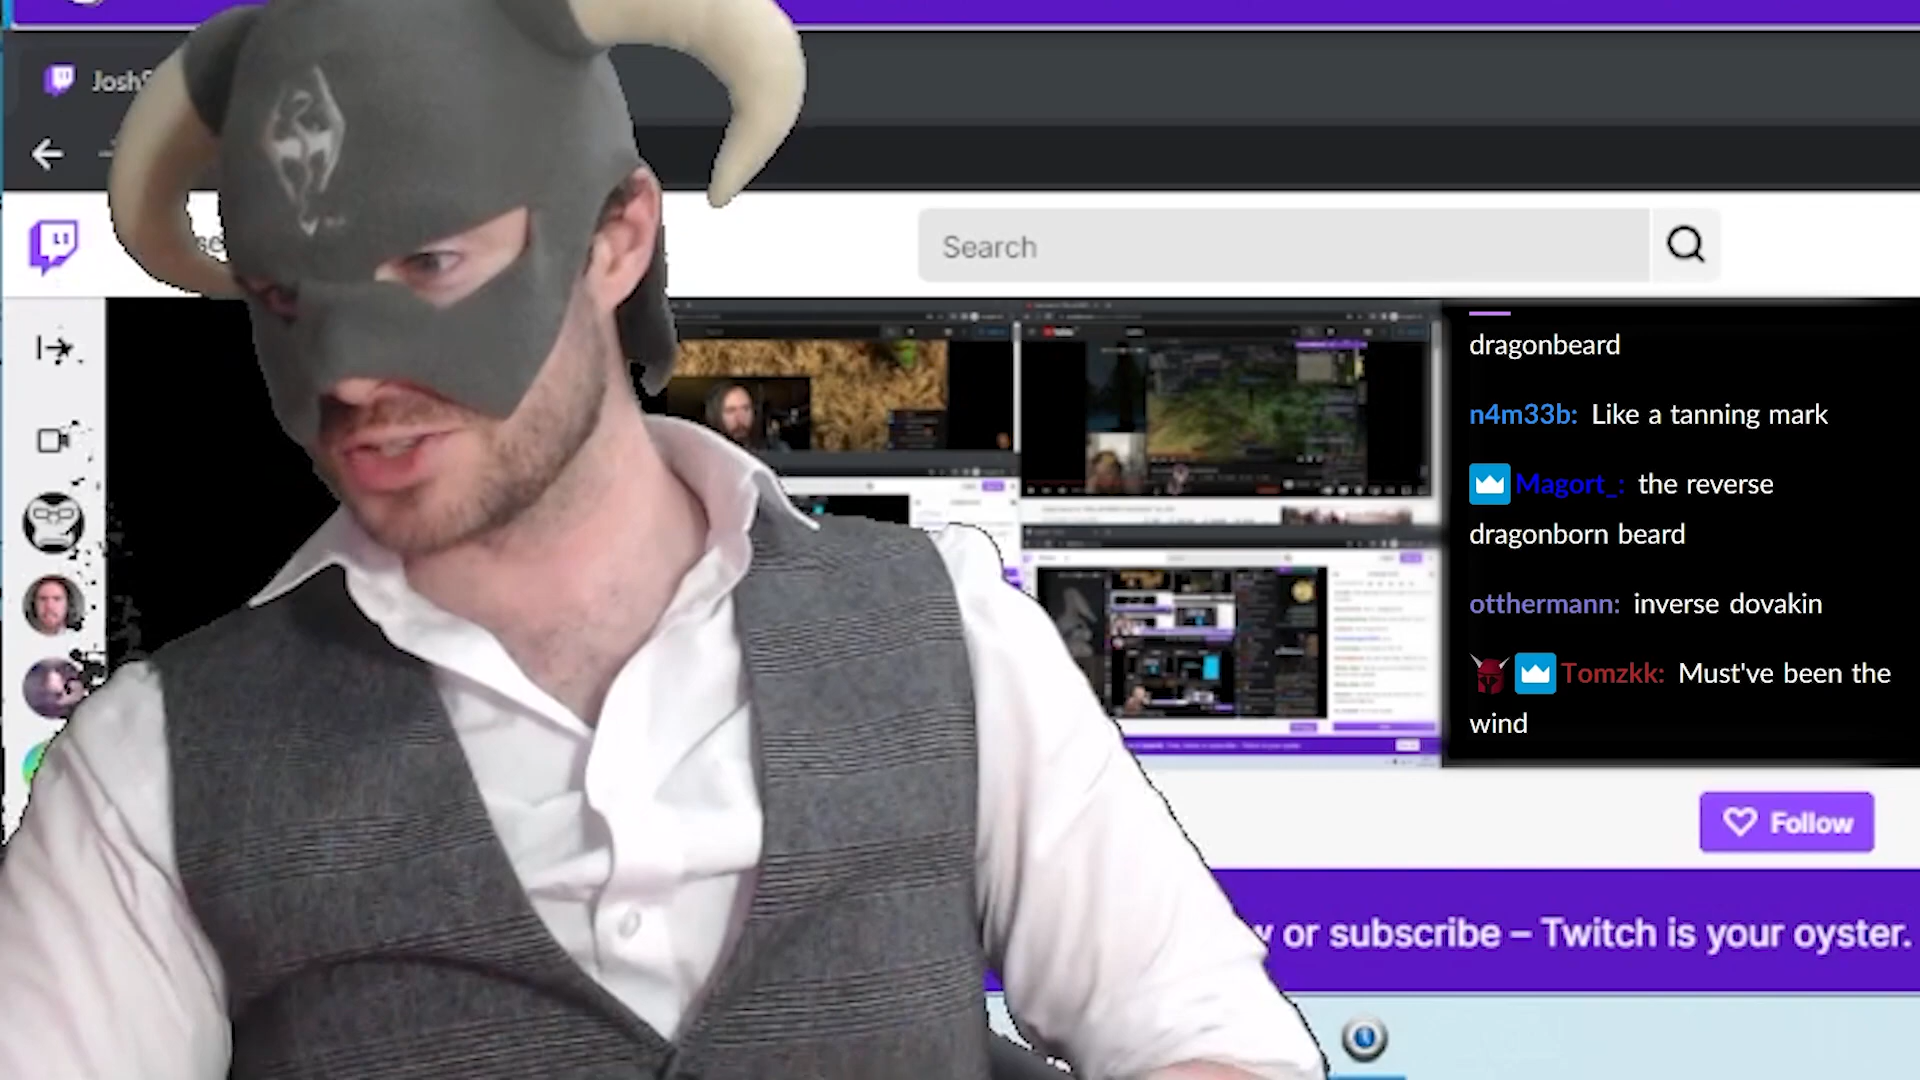 Josh
Search
dragonbeard
n4m33b: Like a tanning mark
Magort_: the reverse
dragonborn beard
otthermann: inverse dovakin
Tomzkk: Must've been the
wind
Follow
or subscribe – Twitch is your oyster.